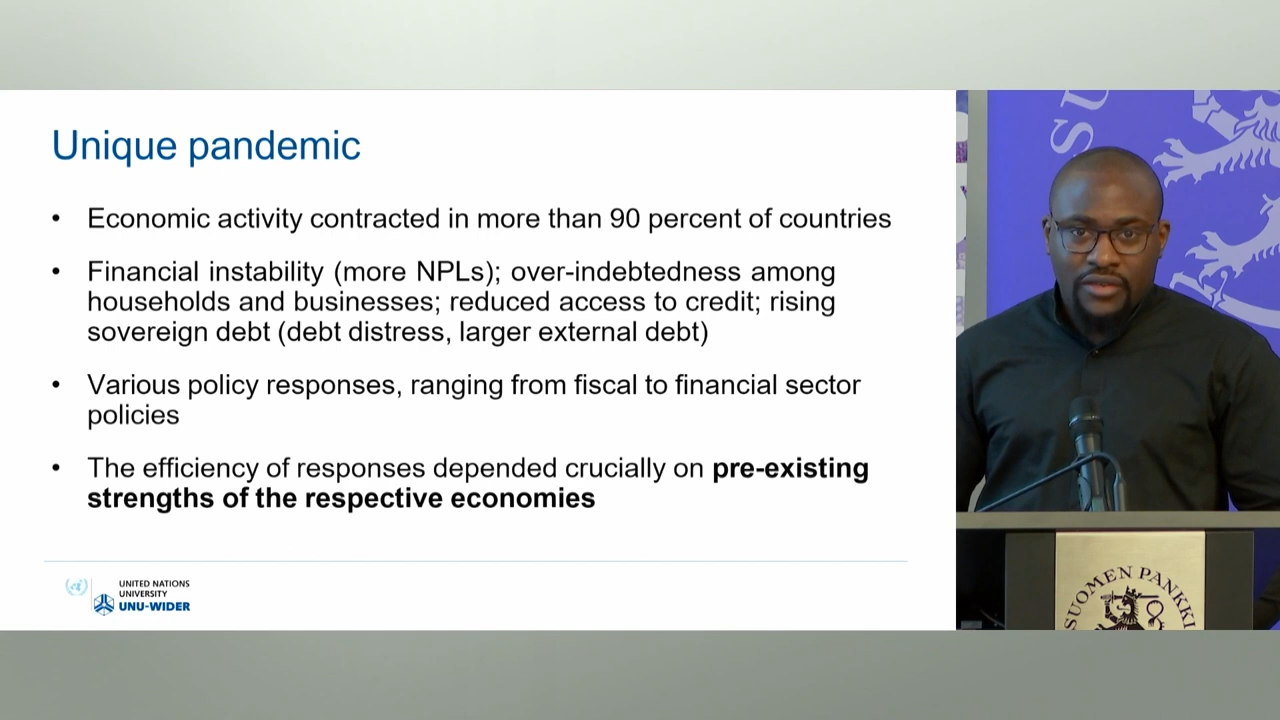 Unique pandemic
• Economic activity contracted in more than 90 percent of countries
• Financial instability (more NPLs); over-indebtedness among
households and businesses; reduced access to credit; rising
sovereign debt (debt distress, larger external debt)
• Various policy responses, ranging from fiscal to financial sector
policies
• The efficiency of responses depended crucially on pre-existing
strengths of the respective economies
UNITED NATIONS
UNIVERSITY
UNU-WIDER
SU
SUOMEN PANKKI